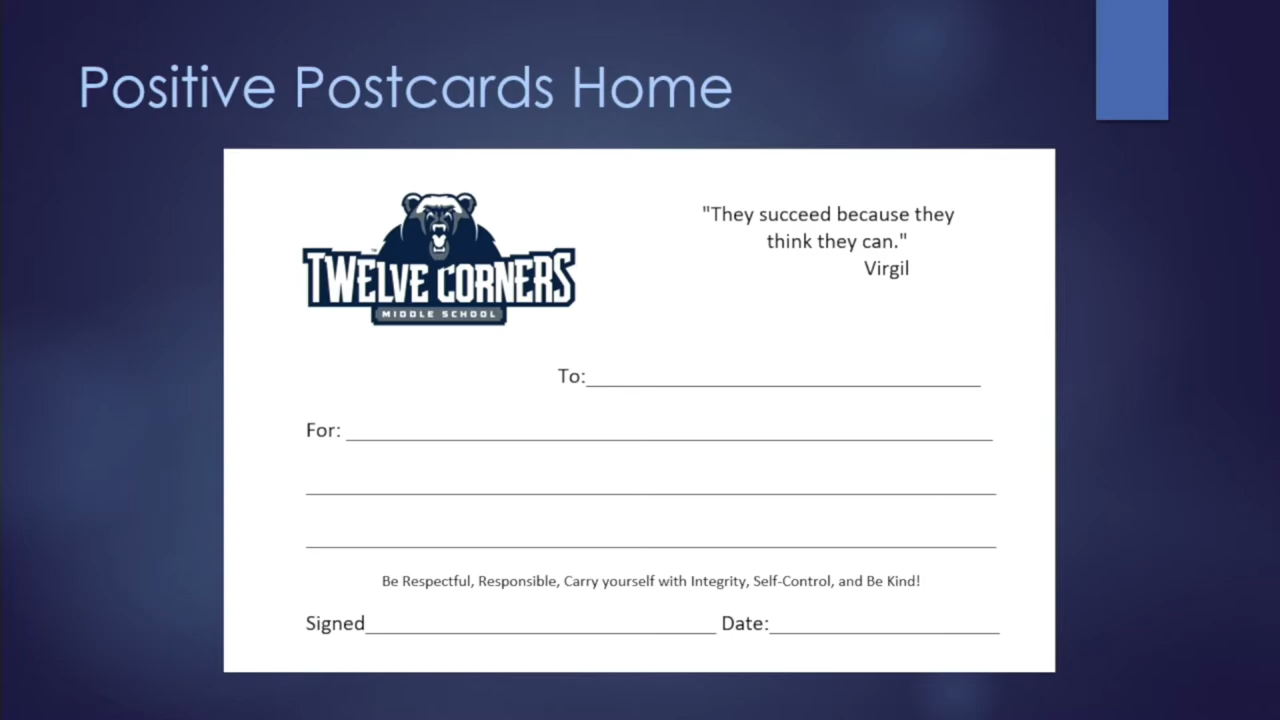 Positive Postcards Home
TWELVE CORNERS
MIDDLE SCHOOL
"They succeed because they
think they can."
Virgil
To:
For:
Be Respectful, Responsible, Carry yourself with Integrity, Self-Control, and Be Kind!
Signed Date: